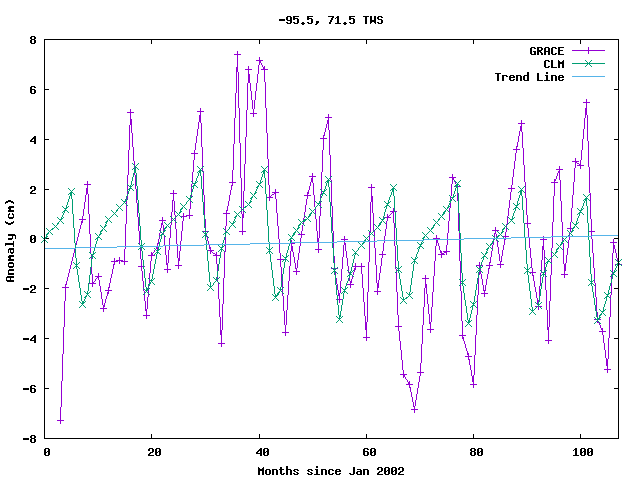 -95.5, 71.5 TWS
GRACE
CLM
Trend Line
8
6
4
2
0
-2
-4
-6
-8
Anomaly (cm)
0 20 40 60 80 100
Months since Jan 2002